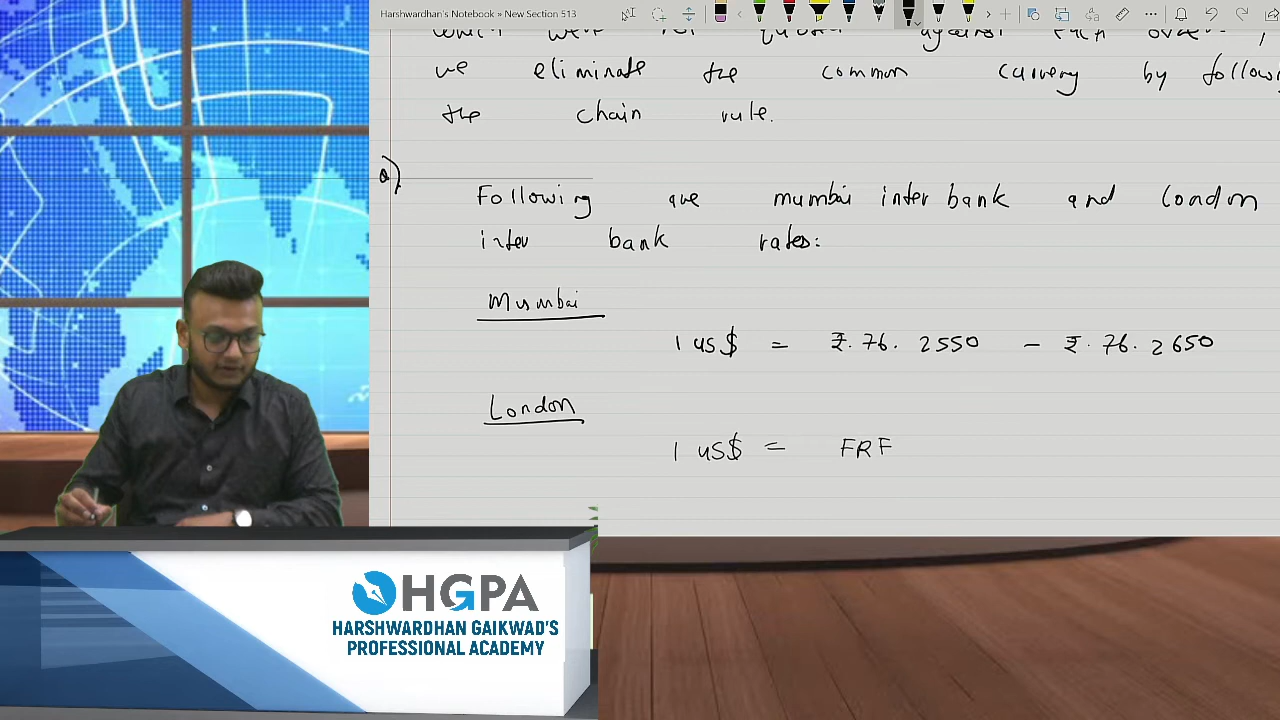 Harshwardhan's Notebook » New Section 513
we eliminate the common by
the chain rule.
Q)
Following are mumbai inter bank and london
inter bank rates:
Mumbai
1 US$ = ₹. 76. 2550 - ₹. 76. 2650
London
1 US$ = FRF
HGPA
HARSHWARDHAN GAIKWAD'S
PROFESSIONAL ACADEMY